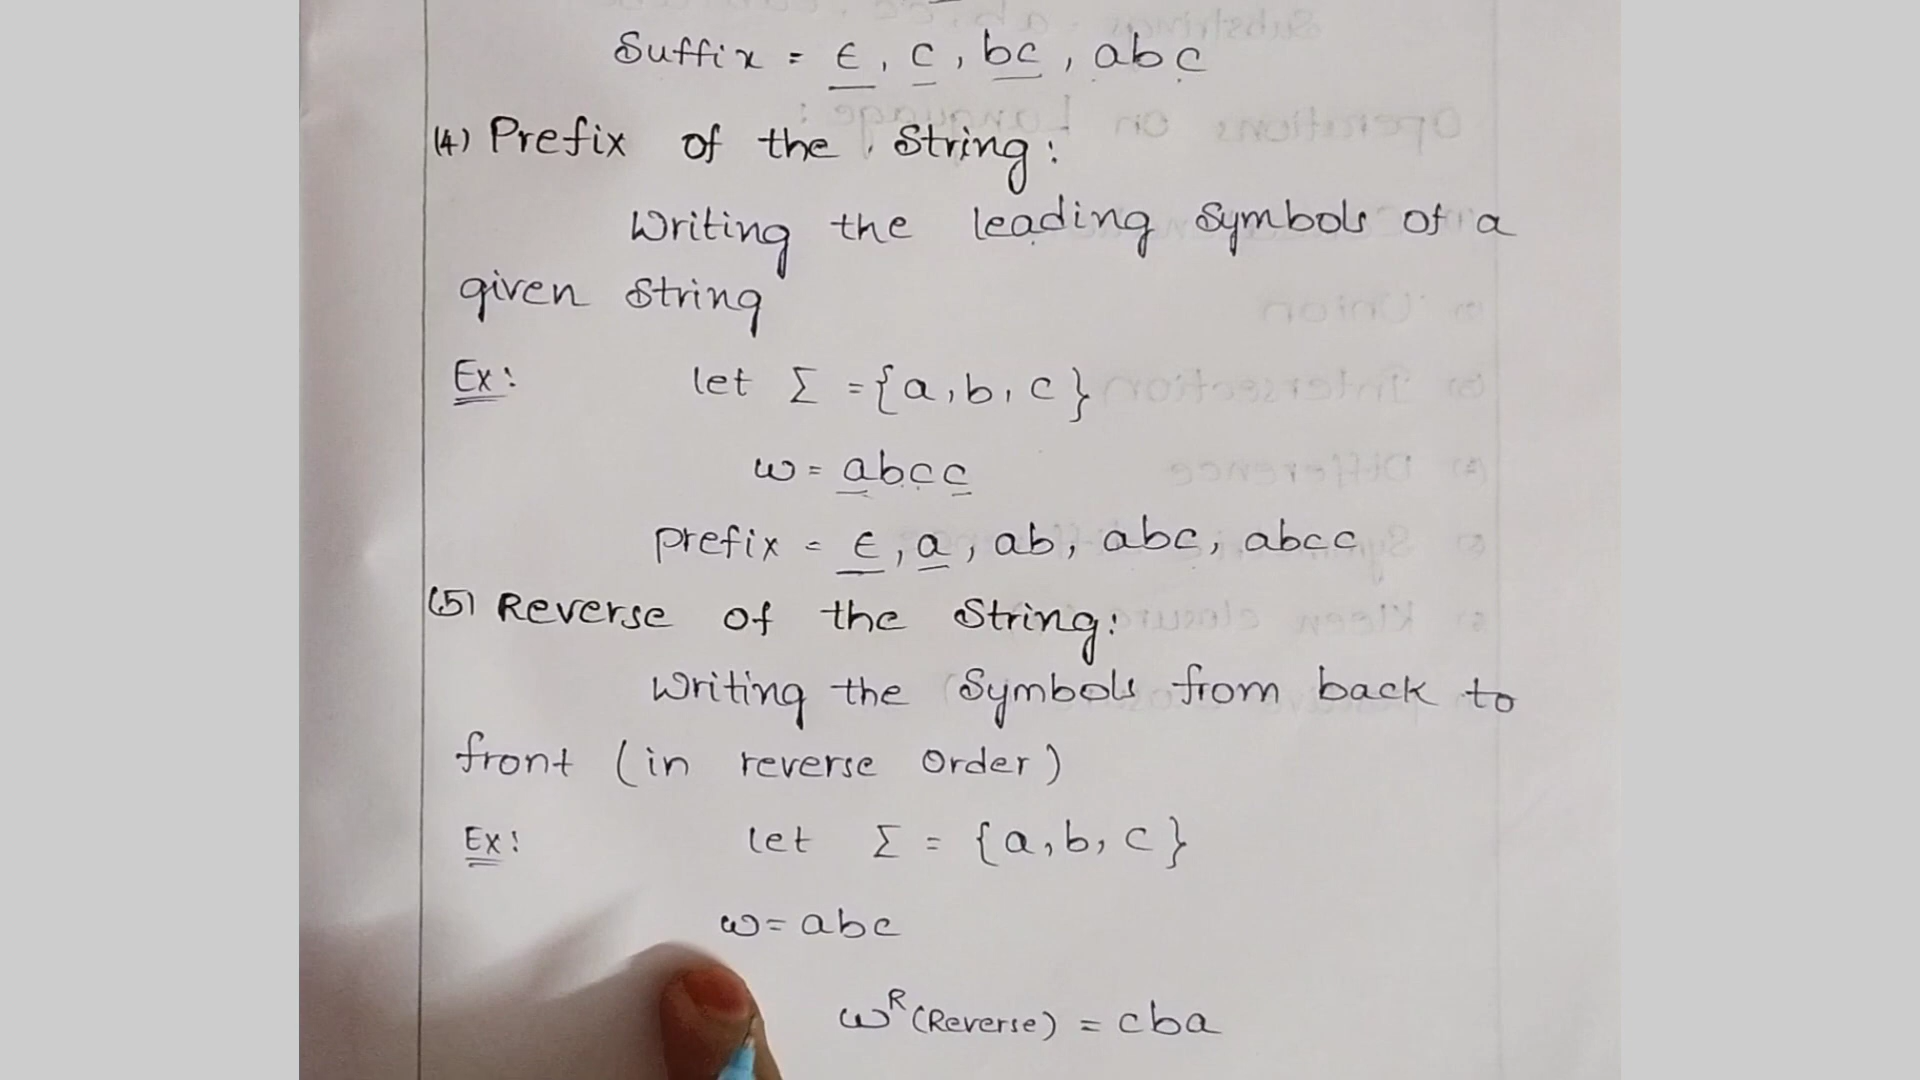 Suffix = ϵ, c, bc, abc
(4) Prefix of the String:
Writing the leading Symbols of a
given String
Ex: let Σ = {a, b, c}
w = abcc
prefix = ϵ, a, ab, abc, abcc
(5) Reverse of the String:
Writing the Symbols from back to
front (in reverse Order)
Ex: let Σ = {a, b, c}
w = abc
w^R (Reverse) = cba